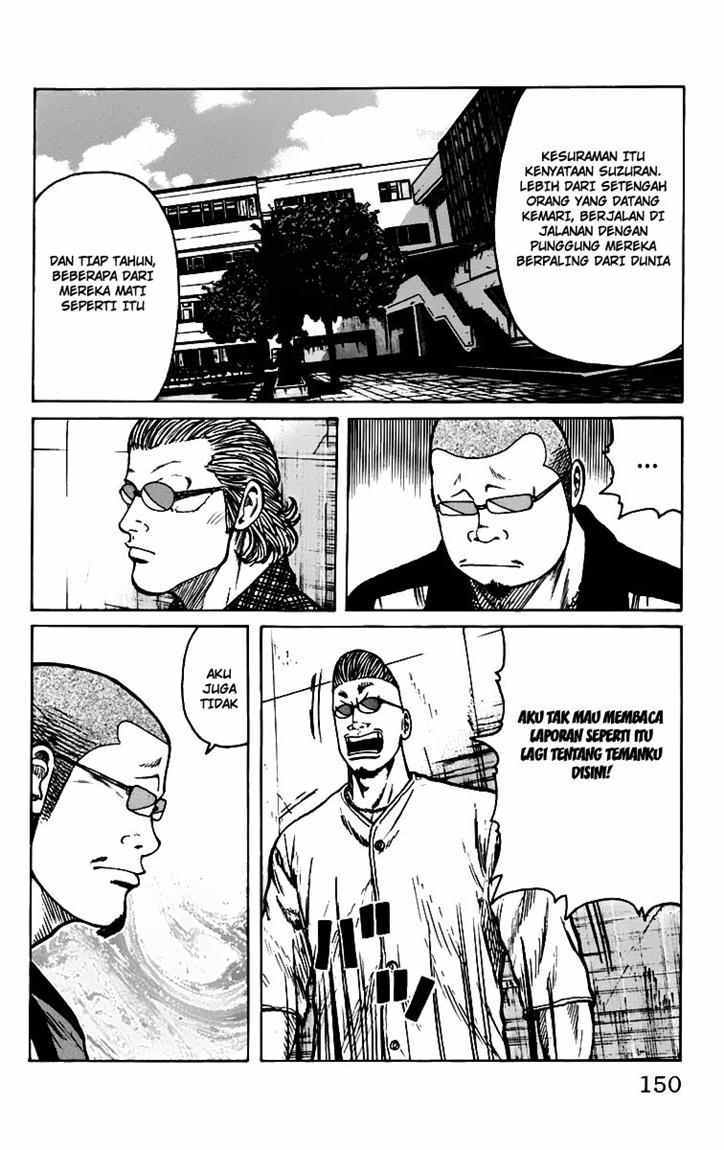 KESURAMAN ITU
KENYATAAN SUZURAN.
LEBIH DARI SETENGAH
ORANG YANG DATANG
KEMARI, BERJALAN DI
JALANAN DENGAN
PUNGGUNG MEREKA
BERPALING DARI DUNIA
DAN TIAP TAHUN,
BEBERAPA DARI
MEREKA MATI
SEPERTI ITU
...
AKU TAK MAU MEMBACA
LAPORAN SEPERTI ITU
LAGI TENTANG TEMANKU
DISINI!
AKU
JUGA
TIDAK
150